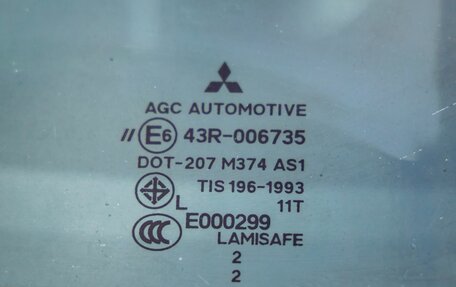 AGC AUTOMOTIVE
// E6 43R-006735
DOT-207 M374 AS1
TIS 196-1993
L 11T
CCC E000299
LAMISAFE
2
2